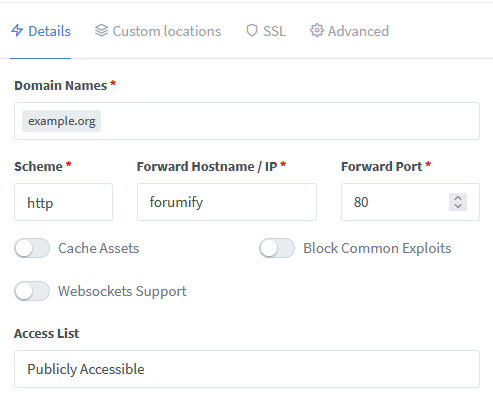 Details Custom locations SSL Advanced
Domain Names *
example.org
Scheme * Forward Hostname / IP * Forward Port *
http forumify 80
Cache Assets Block Common Exploits
Websockets Support
Access List
Publicly Accessible